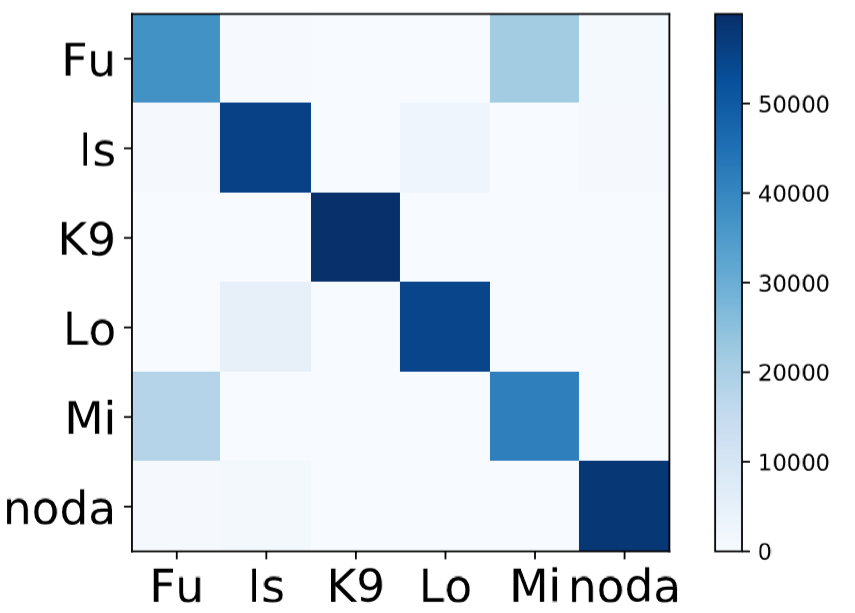 Fu
Is
K9
Lo
Mi
noda
Fu Is K9 Lo Mi noda
50000
40000
30000
20000
10000
0